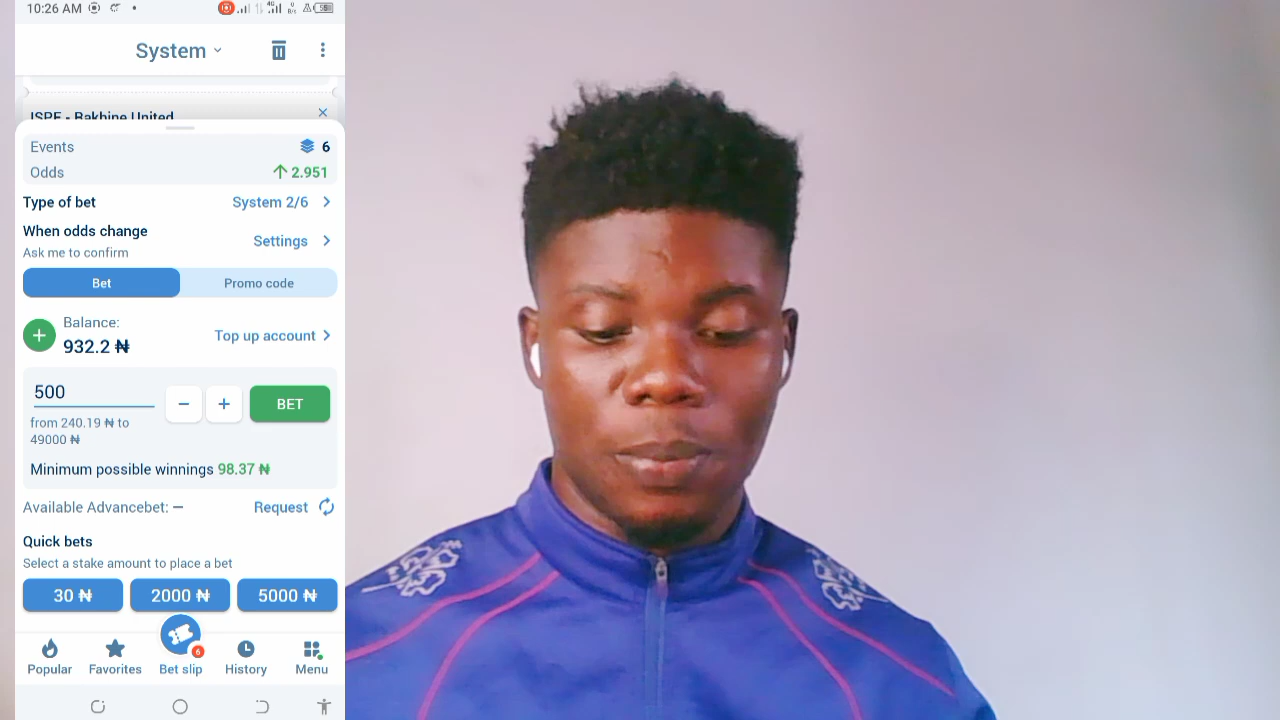 10:26 AM
System
ISPE - Rakhine United
Events 6
Odds 2.951
Type of bet System 2/6
When odds change
Ask me to confirm
Settings
Bet Promo code
Balance:
932.2 ₦
Top up account
500
− + BET
from 240.19 ₦ to
49000 ₦
Minimum possible winnings 98.37 ₦
Available Advancebet: – Request
Quick bets
Select a stake amount to place a bet
30 ₦ 2000 ₦ 5000 ₦
6
Popular Favorites Bet slip History Menu